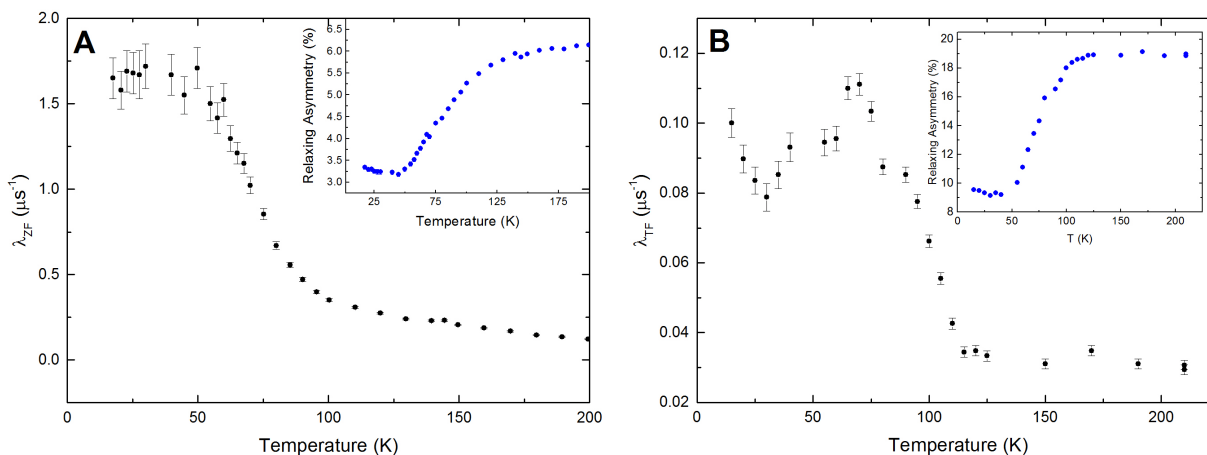 A
λZF (μs-1)
2.0
1.5
1.0
0.5
0.0
0 50 100 150 200
Temperature (K)
Relaxing Asymmetry (%)
6.5
6.0
5.5
5.0
4.5
4.0
3.5
3.0
25 75 125 175
Temperature (K)
B
λTF (μs-1)
0.12
0.10
0.08
0.06
0.04
0.02
0 50 100 150 200
Temperature (K)
Relaxing Asymmetry (%)
20
18
16
14
12
10
8
0 50 100 150 200
T (K)